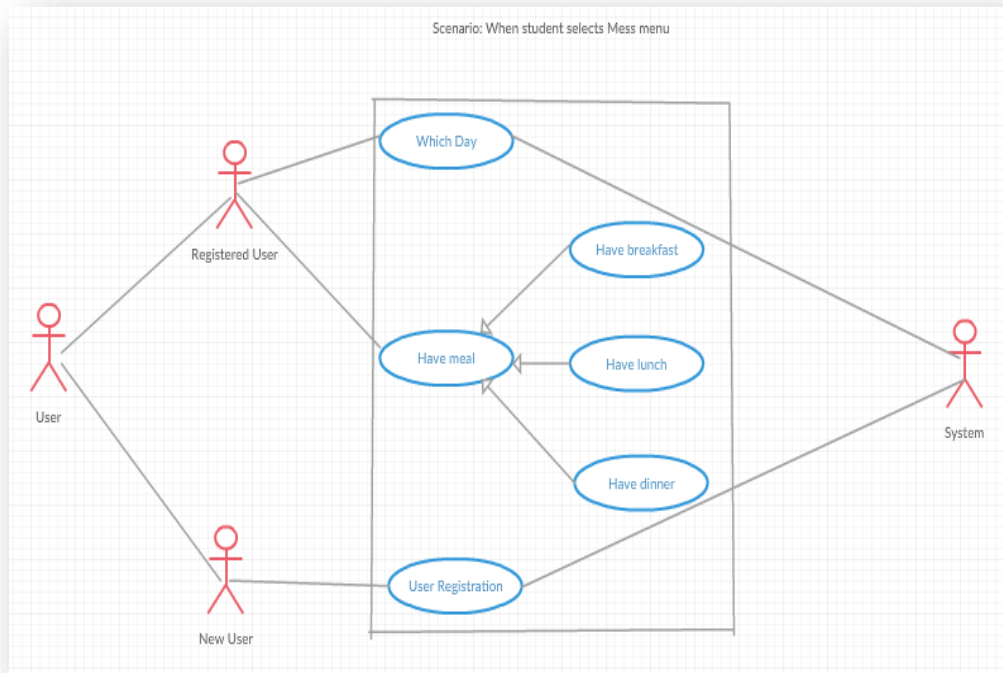 Scenario: When student selects Mess menu
Which Day
Registered User
Have breakfast
Have meal
Have lunch
User
System
Have dinner
User Registration
New User